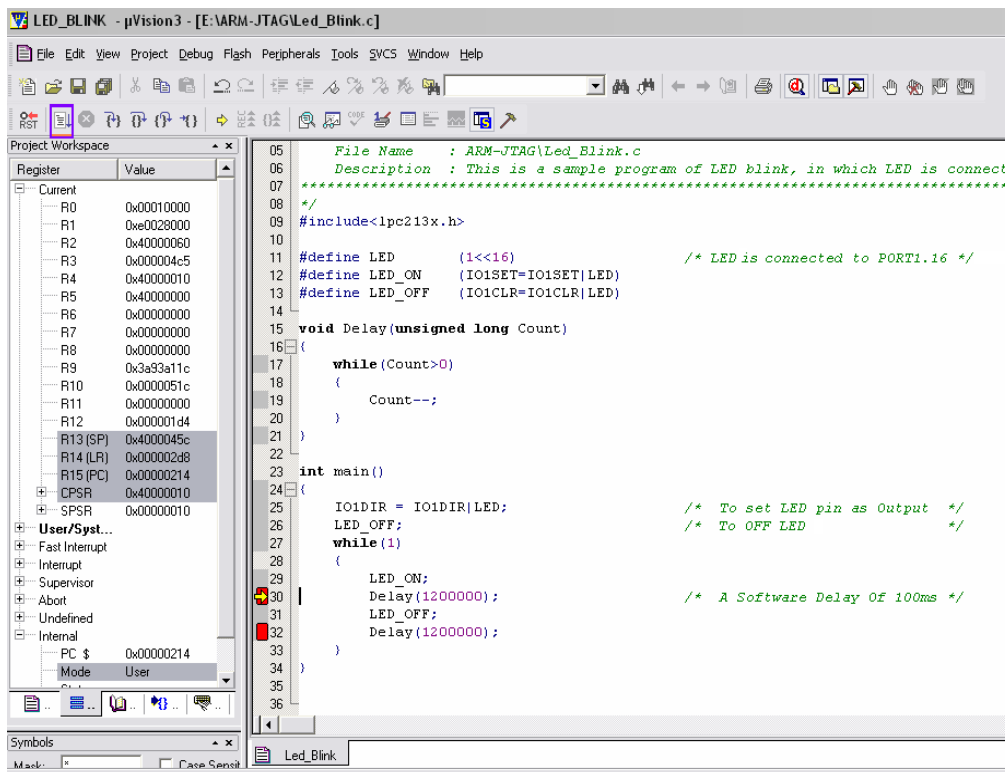 LED_BLINK - µVision3 - [E:\ARM-JTAG\Led_Blink.c]
File Edit View Project Debug Flash Peripherals Tools SVCS Window Help
RST
Project Workspace
Register Value
Current
R0 0x00010000
R1 0xe0028000
R2 0x40000060
R3 0x000004c5
R4 0x40000010
R5 0x40000000
R6 0x00000000
R7 0x00000000
R8 0x00000000
R9 0x3a93a11c
R10 0x0000051c
R11 0x00000000
R12 0x000001d4
R13 (SP) 0x4000045c
R14 (LR) 0x000002d8
R15 (PC) 0x00000214
CPSR 0x40000010
SPSR 0x00000010
User/Syst...
Fast Interrupt
Interrupt
Supervisor
Abort
Undefined
Internal
PC $ 0x00000214
Mode User
Symbols
Mask: * Case Sensit
05 File Name : ARM-JTAG\Led_Blink.c
06 Description : This is a sample program of LED blink, in which LED is connect
07 ********************************************************************************
08 */
09 #include<lpc213x.h>
10
11 #define LED (1<<16) /* LED is connected to PORT1.16 */
12 #define LED_ON (IO1SET=IO1SET|LED)
13 #define LED_OFF (IO1CLR=IO1CLR|LED)
14
15 void Delay(unsigned long Count)
16 {
17 while(Count>0)
18 {
19 Count--;
20 }
21 }
22
23 int main()
24 {
25 IO1DIR = IO1DIR|LED; /* To set LED pin as Output */
26 LED_OFF; /* To OFF LED */
27 while(1)
28 {
29 LED_ON;
30 Delay(1200000); /* A Software Delay Of 100ms */
31 LED_OFF;
32 Delay(1200000);
33 }
34 }
35
36
Led_Blink